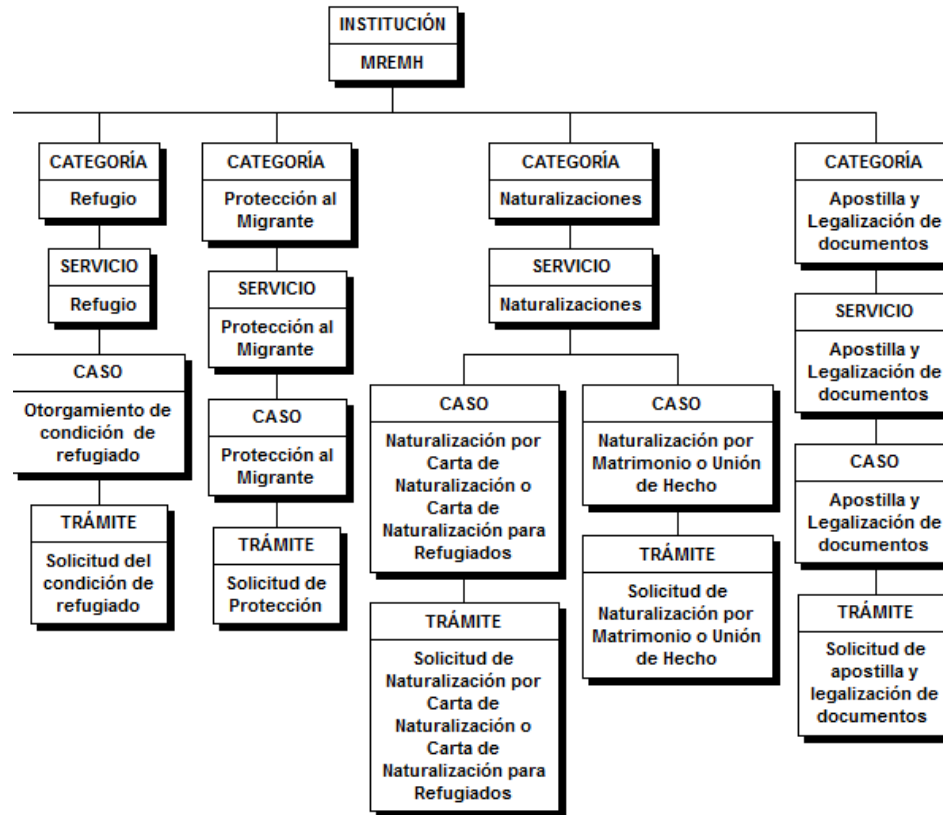 INSTITUCIÓN
MREMH
CATEGORÍA
Refugio
SERVICIO
Refugio
CASO
Otorgamiento de
condición de
refugiado
TRÁMITE
Solicitud del
condición de
refugiado
CATEGORÍA
Protección al
Migrante
SERVICIO
Protección al
Migrante
CASO
Protección al
Migrante
TRÁMITE
Solicitud de
Protección
CATEGORÍA
Naturalizaciones
SERVICIO
Naturalizaciones
CASO
Naturalización por
Carta de
Naturalización o
Carta de
Naturalización para
Refugiados
TRÁMITE
Solicitud de
Naturalización por
Carta de
Naturalización o
Carta de
Naturalización para
Refugiados
CASO
Naturalización por
Matrimonio o Unión
de Hecho
TRÁMITE
Solicitud de
Naturalización por
Matrimonio o Unión
de Hecho
CATEGORÍA
Apostilla y
Legalización de
documentos
SERVICIO
Apostilla y
Legalización de
documentos
CASO
Apostilla y
Legalización de
documentos
TRÁMITE
Solicitud de
apostilla y
legalización de
documentos